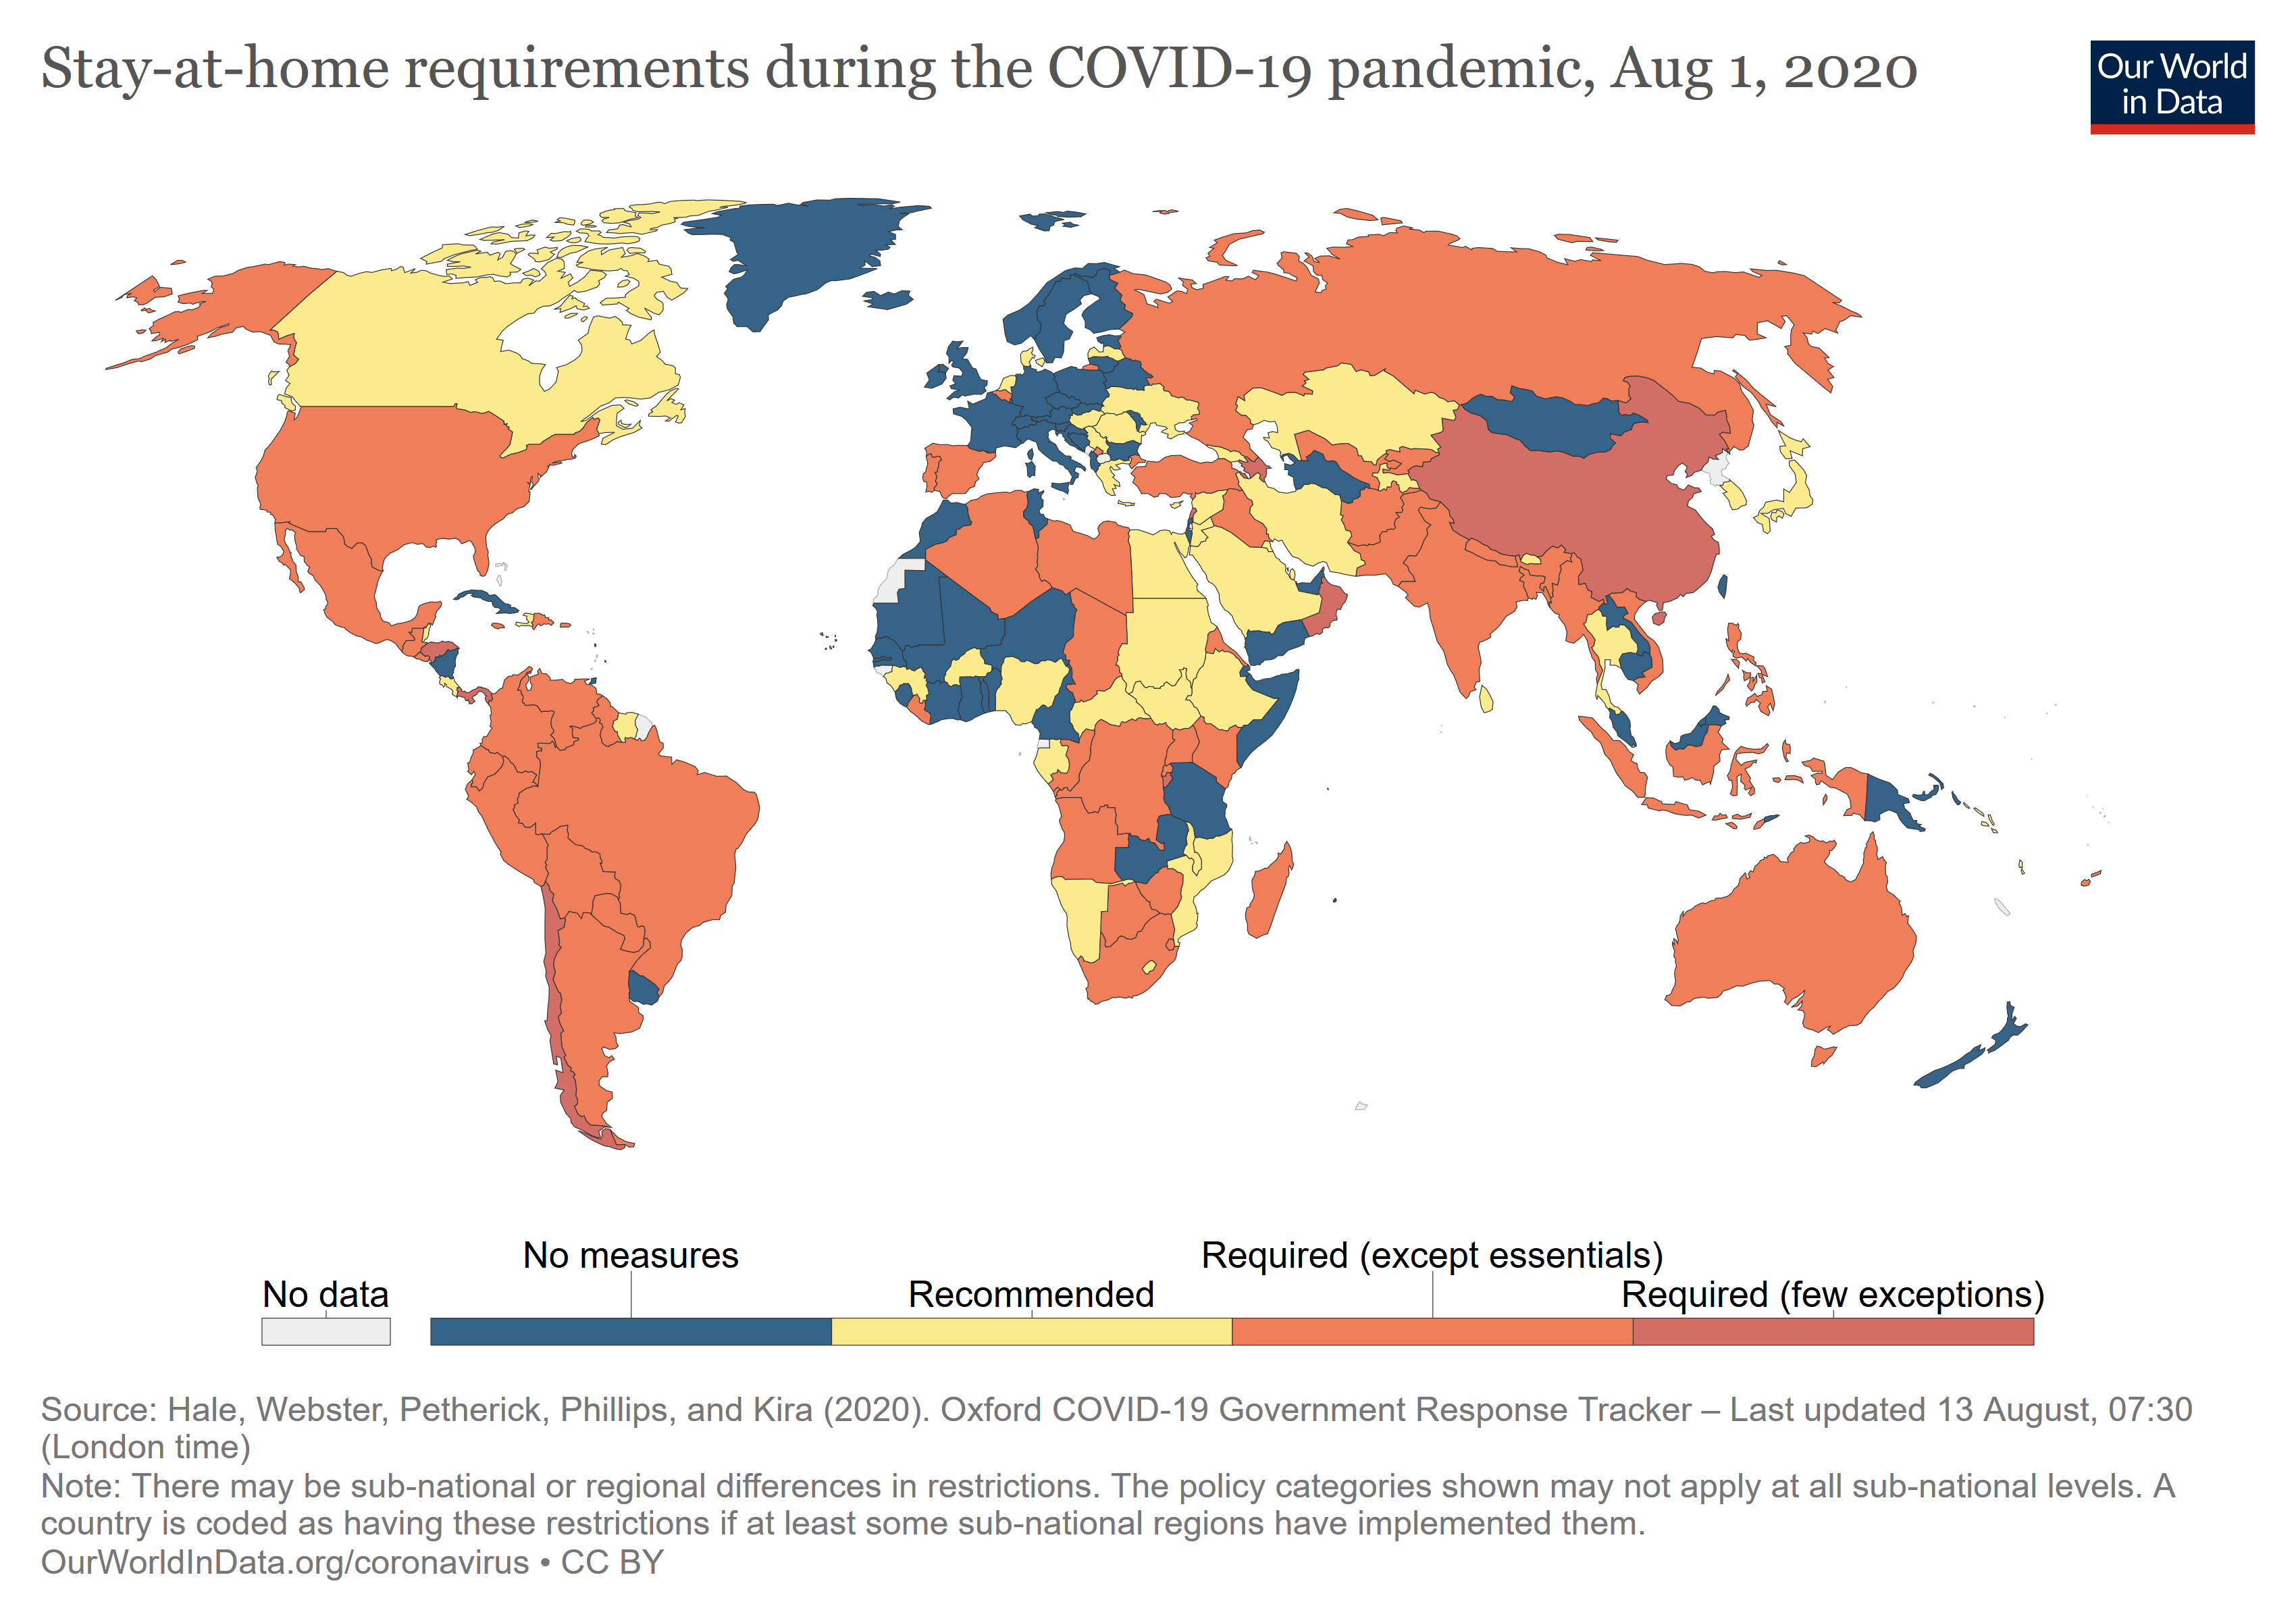 Stay-at-home requirements during the COVID-19 pandemic, Aug 1, 2020
Our World
in Data
No measures
Required (except essentials)
No data
Recommended
Required (few exceptions)
Source: Hale, Webster, Petherick, Phillips, and Kira (2020). Oxford COVID-19 Government Response Tracker – Last updated 13 August, 07:30
(London time)
Note: There may be sub-national or regional differences in restrictions. The policy categories shown may not apply at all sub-national levels. A
country is coded as having these restrictions if at least some sub-national regions have implemented them.
OurWorldInData.org/coronavirus • CC BY